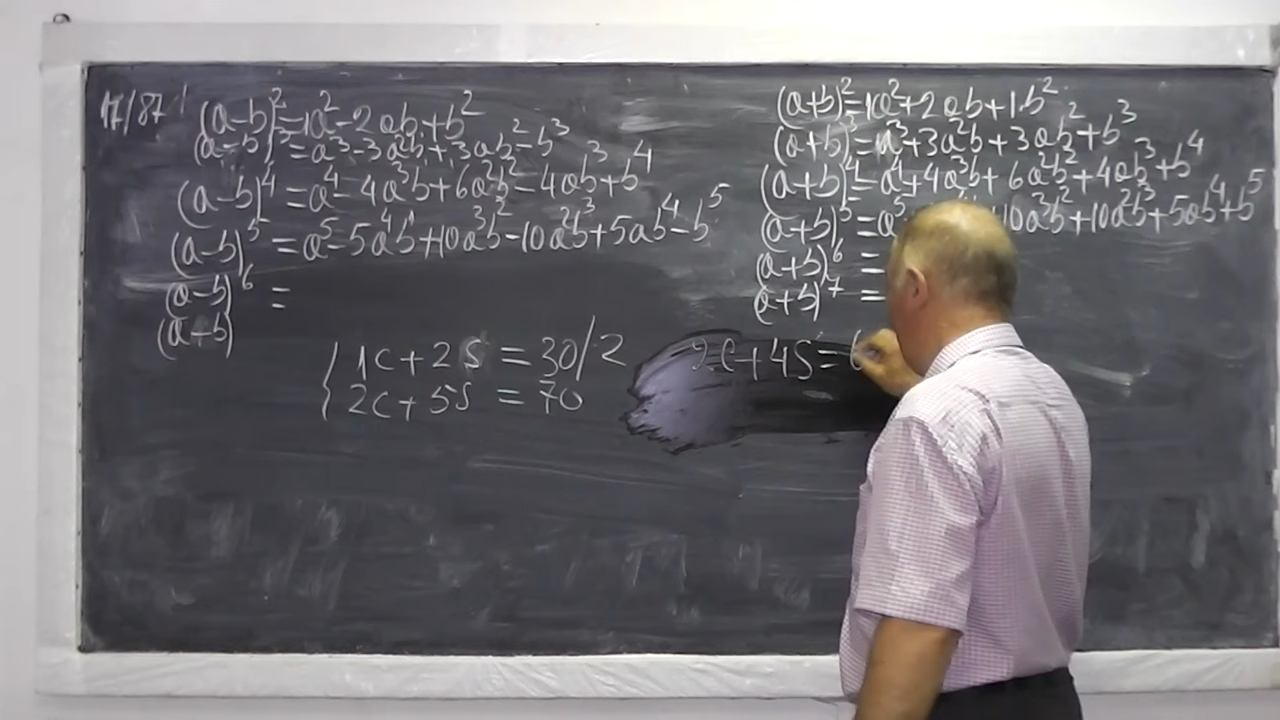 17/87
(a-b)² = 1a² - 2ab + b²
(a-b)³ = a³ - 3a²b + 3ab² - b³
(a-b)⁴ = a⁴ - 4a³b + 6a²b² - 4ab³ + b⁴
(a-b)⁵ = a⁵ - 5a⁴b + 10a³b² - 10a²b³ + 5ab⁴ - b⁵
(a-b)⁶ =
(a+b)
1C + 2S = 30/2
2C + 5S = 70
(a+b)² = 1a² + 2ab + 1b²
(a+b)³ = a³ + 3a²b + 3ab² + b³
(a+b)⁴ = a⁴ + 4a³b + 6a²b² + 4ab³ + b⁴
(a+b)⁵ = a⁵ 10a³b² + 10a²b³ + 5ab⁴ + b⁵
(a+b)⁶ =
(a+b)⁷ =
2C + 4S =